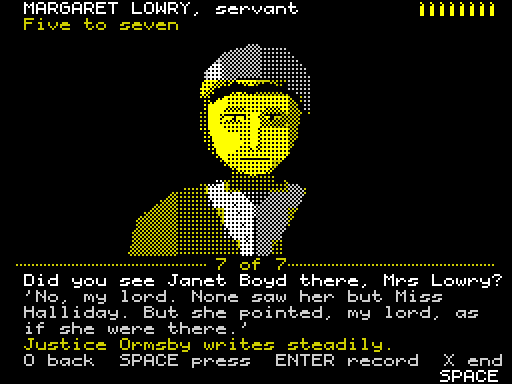 MARGARET LOWRY, servant
Five to seven
7 of 7
Did you see Janet Boyd there, Mrs Lowry?
'No, my lord. None saw her but Miss
Halliday. But she pointed, my lord, as
if she were there.'
Justice Ormsby writes steadily.
O back SPACE press ENTER record X end
SPACE